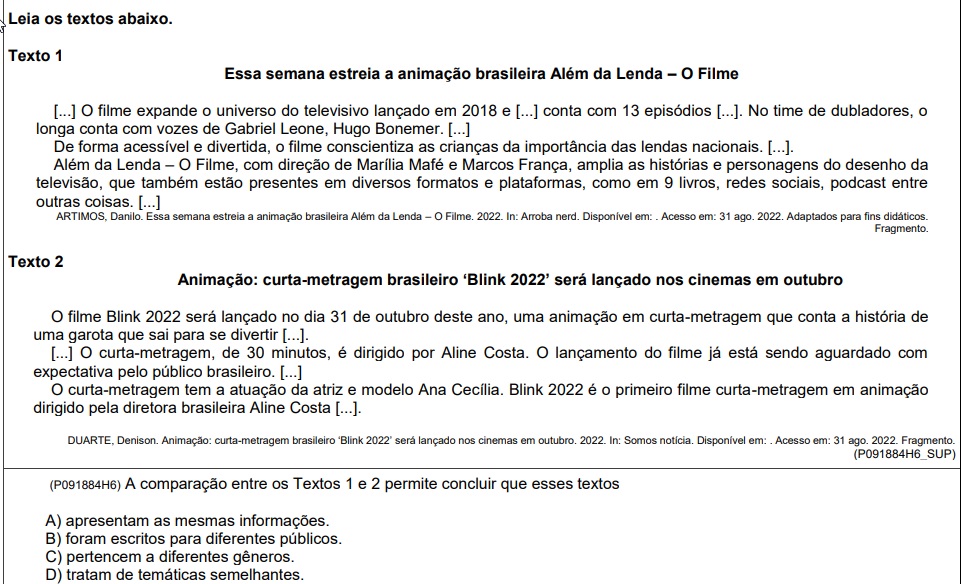 Leia os textos abaixo.
Texto 1
Essa semana estreia a animação brasileira Além da Lenda – O Filme
[...] O filme expande o universo do televisivo lançado em 2018 e [...] conta com 13 episódios [...]. No time de dubladores, o
longa conta com vozes de Gabriel Leone, Hugo Bonemer. [...]
De forma acessível e divertida, o filme conscientiza as crianças da importância das lendas nacionais. [...].
Além da Lenda – O Filme, com direção de Marília Mafé e Marcos França, amplia as histórias e personagens do desenho da
televisão, que também estão presentes em diversos formatos e plataformas, como em 9 livros, redes sociais, podcast entre
outras coisas. [...]
ARTIMOS, Danilo. Essa semana estreia a animação brasileira Além da Lenda – O Filme. 2022. In: Arroba nerd. Disponível em: . Acesso em: 31 ago. 2022. Adaptados para fins didáticos.
Fragmento.
Texto 2
Animação: curta-metragem brasileiro ‘Blink 2022’ será lançado nos cinemas em outubro
O filme Blink 2022 será lançado no dia 31 de outubro deste ano, uma animação em curta-metragem que conta a história de
uma garota que sai para se divertir [...].
[...] O curta-metragem, de 30 minutos, é dirigido por Aline Costa. O lançamento do filme já está sendo aguardado com
expectativa pelo público brasileiro. [...]
O curta-metragem tem a atuação da atriz e modelo Ana Cecília. Blink 2022 é o primeiro filme curta-metragem em animação
dirigido pela diretora brasileira Aline Costa [...].
DUARTE, Denison. Animação: curta-metragem brasileiro ‘Blink 2022’ será lançado nos cinemas em outubro. 2022. In: Somos notícia. Disponível em: . Acesso em: 31 ago. 2022. Fragmento.
(P091884H6_SUP)
(P091884H6) A comparação entre os Textos 1 e 2 permite concluir que esses textos
A) apresentam as mesmas informações.
B) foram escritos para diferentes públicos.
C) pertencem a diferentes gêneros.
D) tratam de temáticas semelhantes.